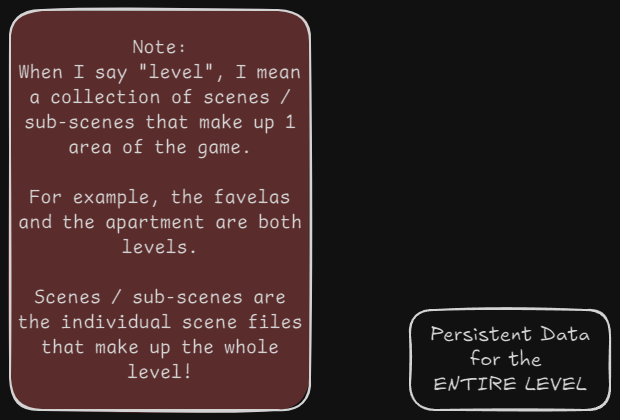 Note:
When I say "level", I mean
a collection of scenes /
sub-scenes that make up 1
area of the game.
For example, the favelas
and the apartment are both
levels.
Scenes / sub-scenes are
the individual scene files
that make up the whole
level!
Persistent Data
for the
ENTIRE LEVEL